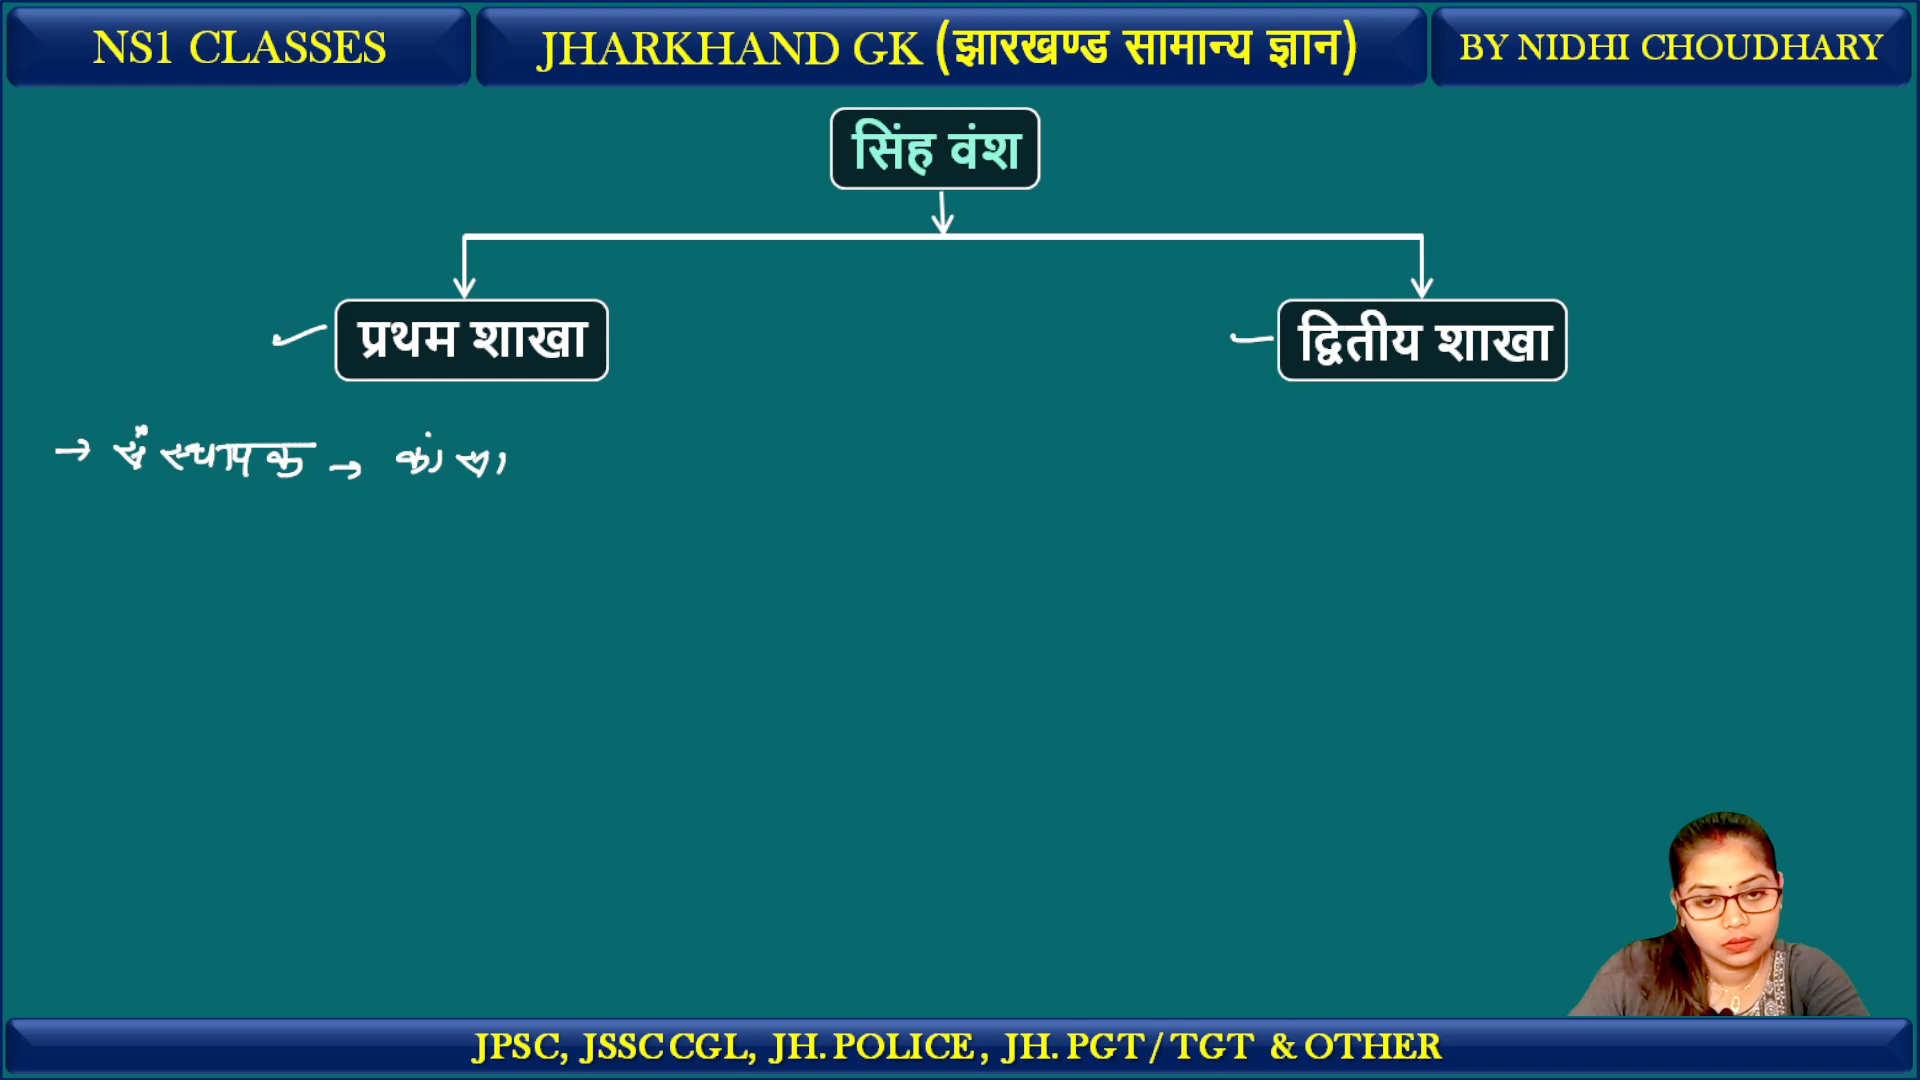 NS1 CLASSES
JHARKHAND GK (झारखण्ड सामान्य ज्ञान)
BY NIDHI CHOUDHARY
सिंह वंश
प्रथम शाखा
द्वितीय शाखा
→ संस्थापक →
JPSC, JSSC CGL, JH. POLICE, JH. PGT / TGT & OTHER